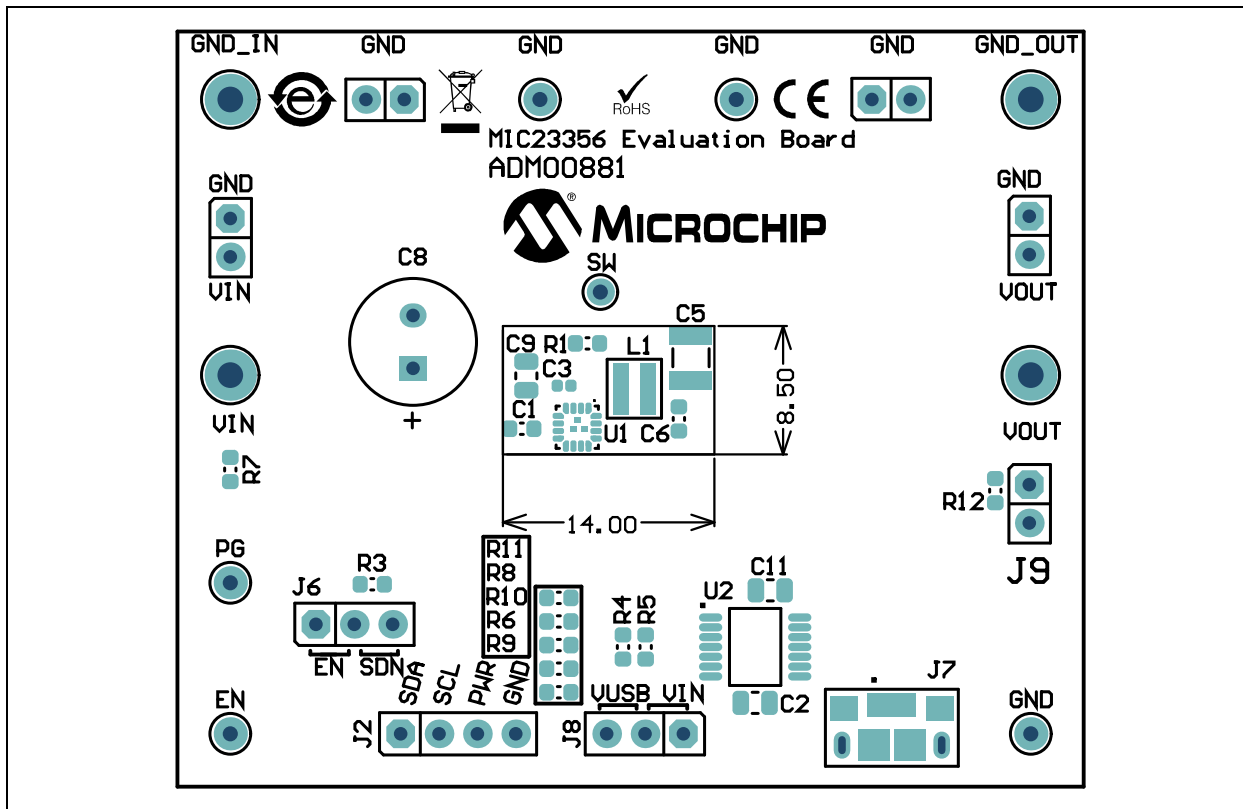 GND_IN GND GND GND GND GND_OUT
e RoHS CE
MIC23356 Evaluation Board
ADM00881
GND GND
® MICROCHIP
C8 SW
VIN VOUT
C5
C9 R1 L1
C3
C1 U1 C6
8.50
+
VIN VOUT
R7
14.00
R12
J9
PG
R3
J6
EN SDN
R11
R8
R10
R6
R9
R4 R5
U2 C11
C2
J7
SDA SCL PWR GND
VUSB VIN
J2 J8
EN GND